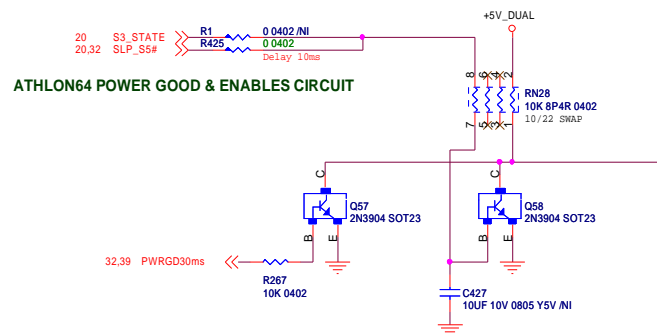 +5V_DUAL
20 S3_STATE R1 0 0402 /NI
20,32 SLP_S5# R425 0 0402
Delay 10ms
ATHLON64 POWER GOOD & ENABLES CIRCUIT
8 6 4 2
RN28
10K 8P4R 0402
10/22 SWAP
7 5 3 1
C C
Q57 Q58
2N3904 SOT23 2N3904 SOT23
B E B E
32,39 PWRGD30ms
R267
10K 0402
C427
10UF 10V 0805 Y5V /NI